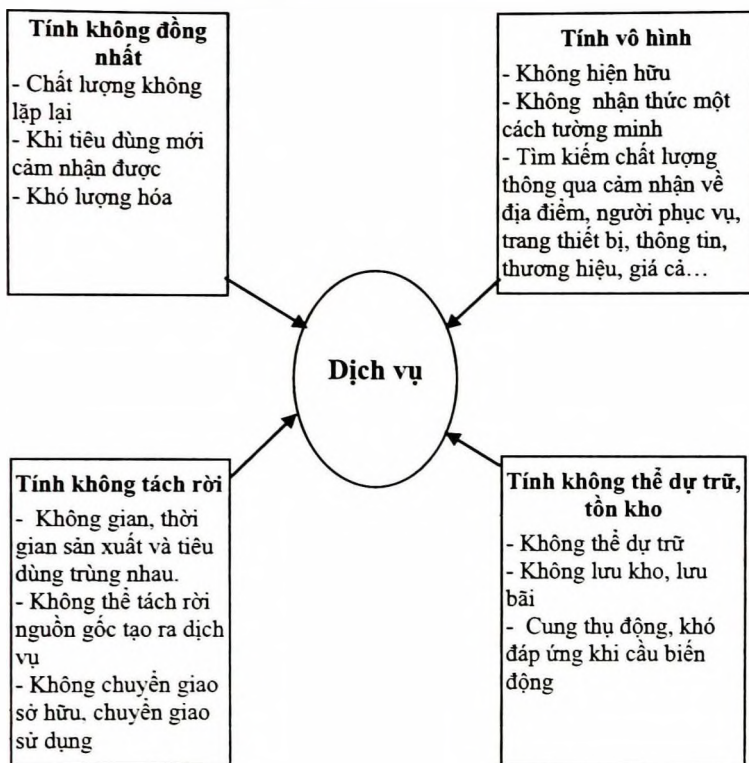 Tính không đồng
nhất
- Chất lượng không
lặp lại
- Khi tiêu dùng mới
cảm nhận được
- Khó lượng hóa
Tính vô hình
- Không hiện hữu
- Không nhận thức một
cách tường minh
- Tìm kiếm chất lượng
thông qua cảm nhận về
địa điểm, người phục vụ,
trang thiết bị, thông tin,
thương hiệu, giá cả...
Dịch vụ
Tính không tách rời
- Không gian, thời
gian sản xuất và tiêu
dùng trùng nhau.
- Không thể tách rời
nguồn gốc tạo ra dịch
vụ
- Không chuyển giao
sở hữu, chuyển giao
sử dụng
Tính không thể dự trữ,
tồn kho
- Không thể dự trữ
- Không lưu kho, lưu
bãi
- Cung thụ động, khó
đáp ứng khi cầu biến
động